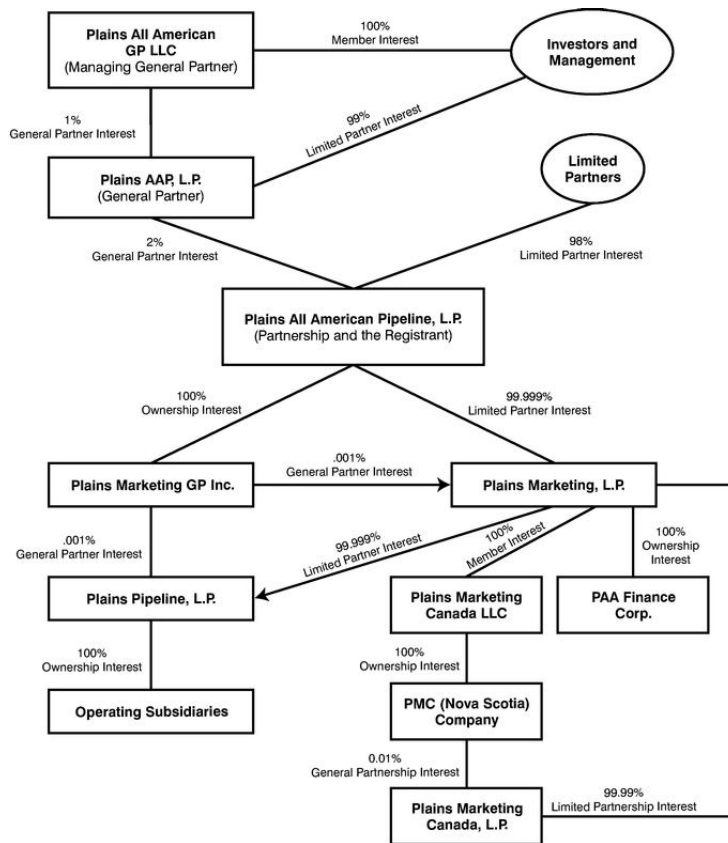 Plains All American
GP LLC
(Managing General Partner)
100%
Member Interest
Investors and
Management
1%
General Partner Interest
99%
Limited Partner Interest
Plains AAP, L.P.
(General Partner)
Limited
Partners
2%
General Partner Interest
98%
Limited Partner Interest
Plains All American Pipeline, L.P.
(Partnership and the Registrant)
100%
Ownership Interest
99.999%
Limited Partner Interest
Plains Marketing GP Inc.
.001%
General Partner Interest
Plains Marketing, L.P.
.001%
General Partner Interest
99.999%
Limited Partner Interest
100%
Member Interest
100%
Ownership
Interest
Plains Pipeline, L.P.
Plains Marketing
Canada LLC
PAA Finance
Corp.
100%
Ownership Interest
100%
Ownership Interest
Operating Subsidiaries
PMC (Nova Scotia)
Company
0.01%
General Partnership Interest
Plains Marketing
Canada, L.P.
99.99%
Limited Partnership Interest